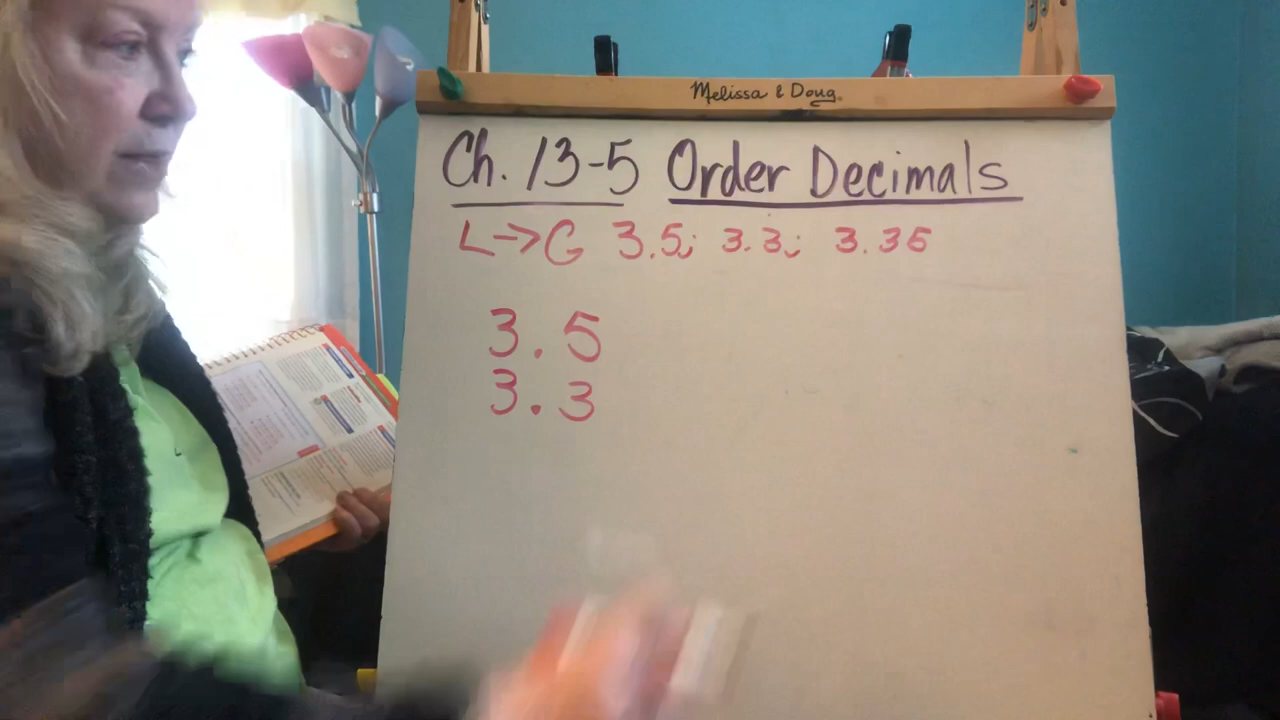 Melissa & Doug
Ch. 13-5 Order Decimals
L→G 3.5; 3.3; 3.35
3.5
3.3